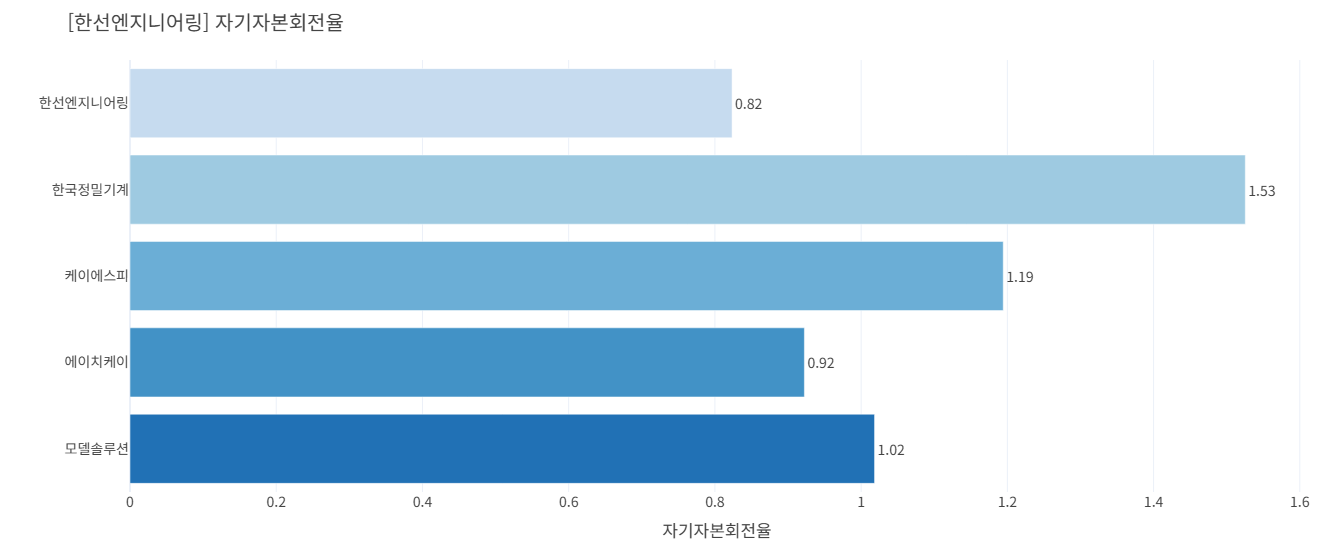 [한선엔지니어링] 자기자본회전율
한선엔지니어링 0.82
한국정밀기계 1.53
케이에스피 1.19
에이치케이 0.92
모델솔루션 1.02
0 0.2 0.4 0.6 0.8 1 1.2 1.4 1.6
자기자본회전율